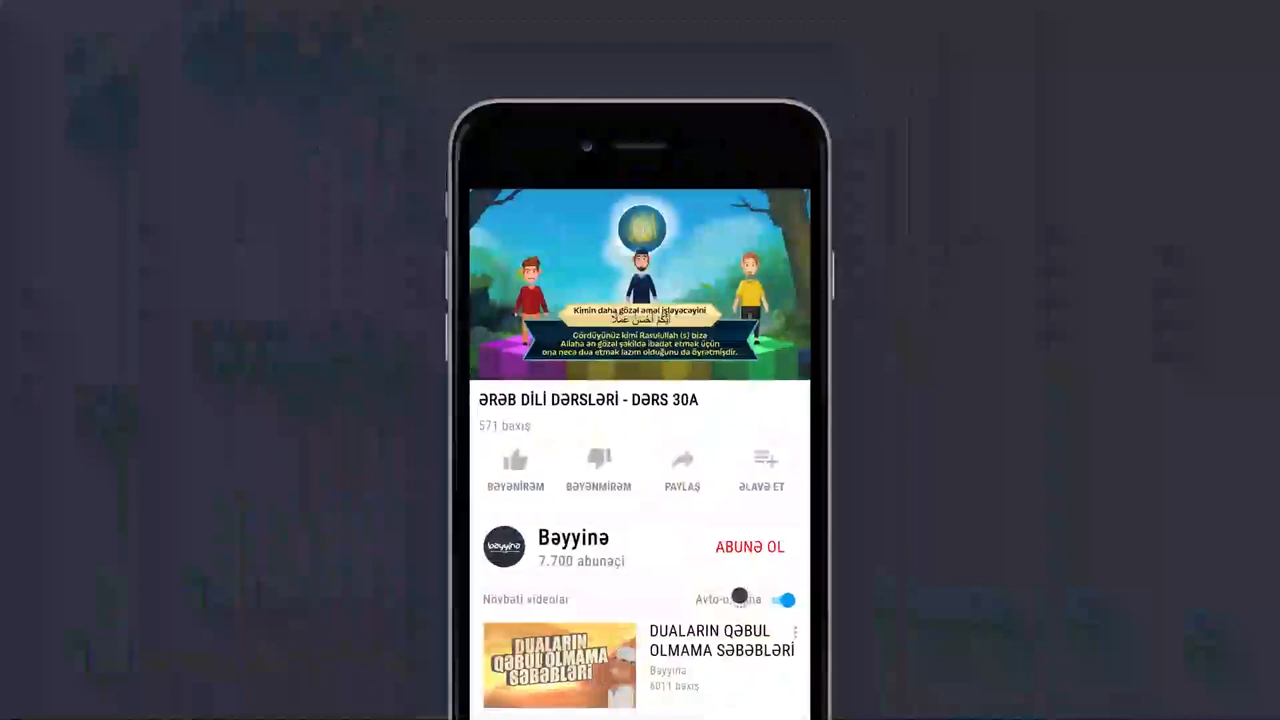 Kimin daha gözəl əməl işləyəcəyini
أَيُّكُمْ أَحْسَنُ عَمَلًا
Gördüyünüz kimi Rəsulullah (s) bizə
Allaha ən gözəl şəkildə ibadət etmək üçün
ona necə dua etmək lazım olduğunu da öyrətmişdir.
ƏRƏB DİLİ DƏRSLƏRİ - DƏRS 30A
571 baxış
BƏYƏNİRƏM BƏYƏNMİRƏM PAYLAŞ ƏLAVƏ ET
bəyyinə
Bəyyinə
7.700 abunəçi
ABUNƏ OL
Növbəti videolar
DUALARIN
QƏBUL OLMAMA
SƏBƏBLƏRİ
DUALARIN QƏBUL
OLMAMA SƏBƏBLƏRİ
Bəyyinə
6011 baxış